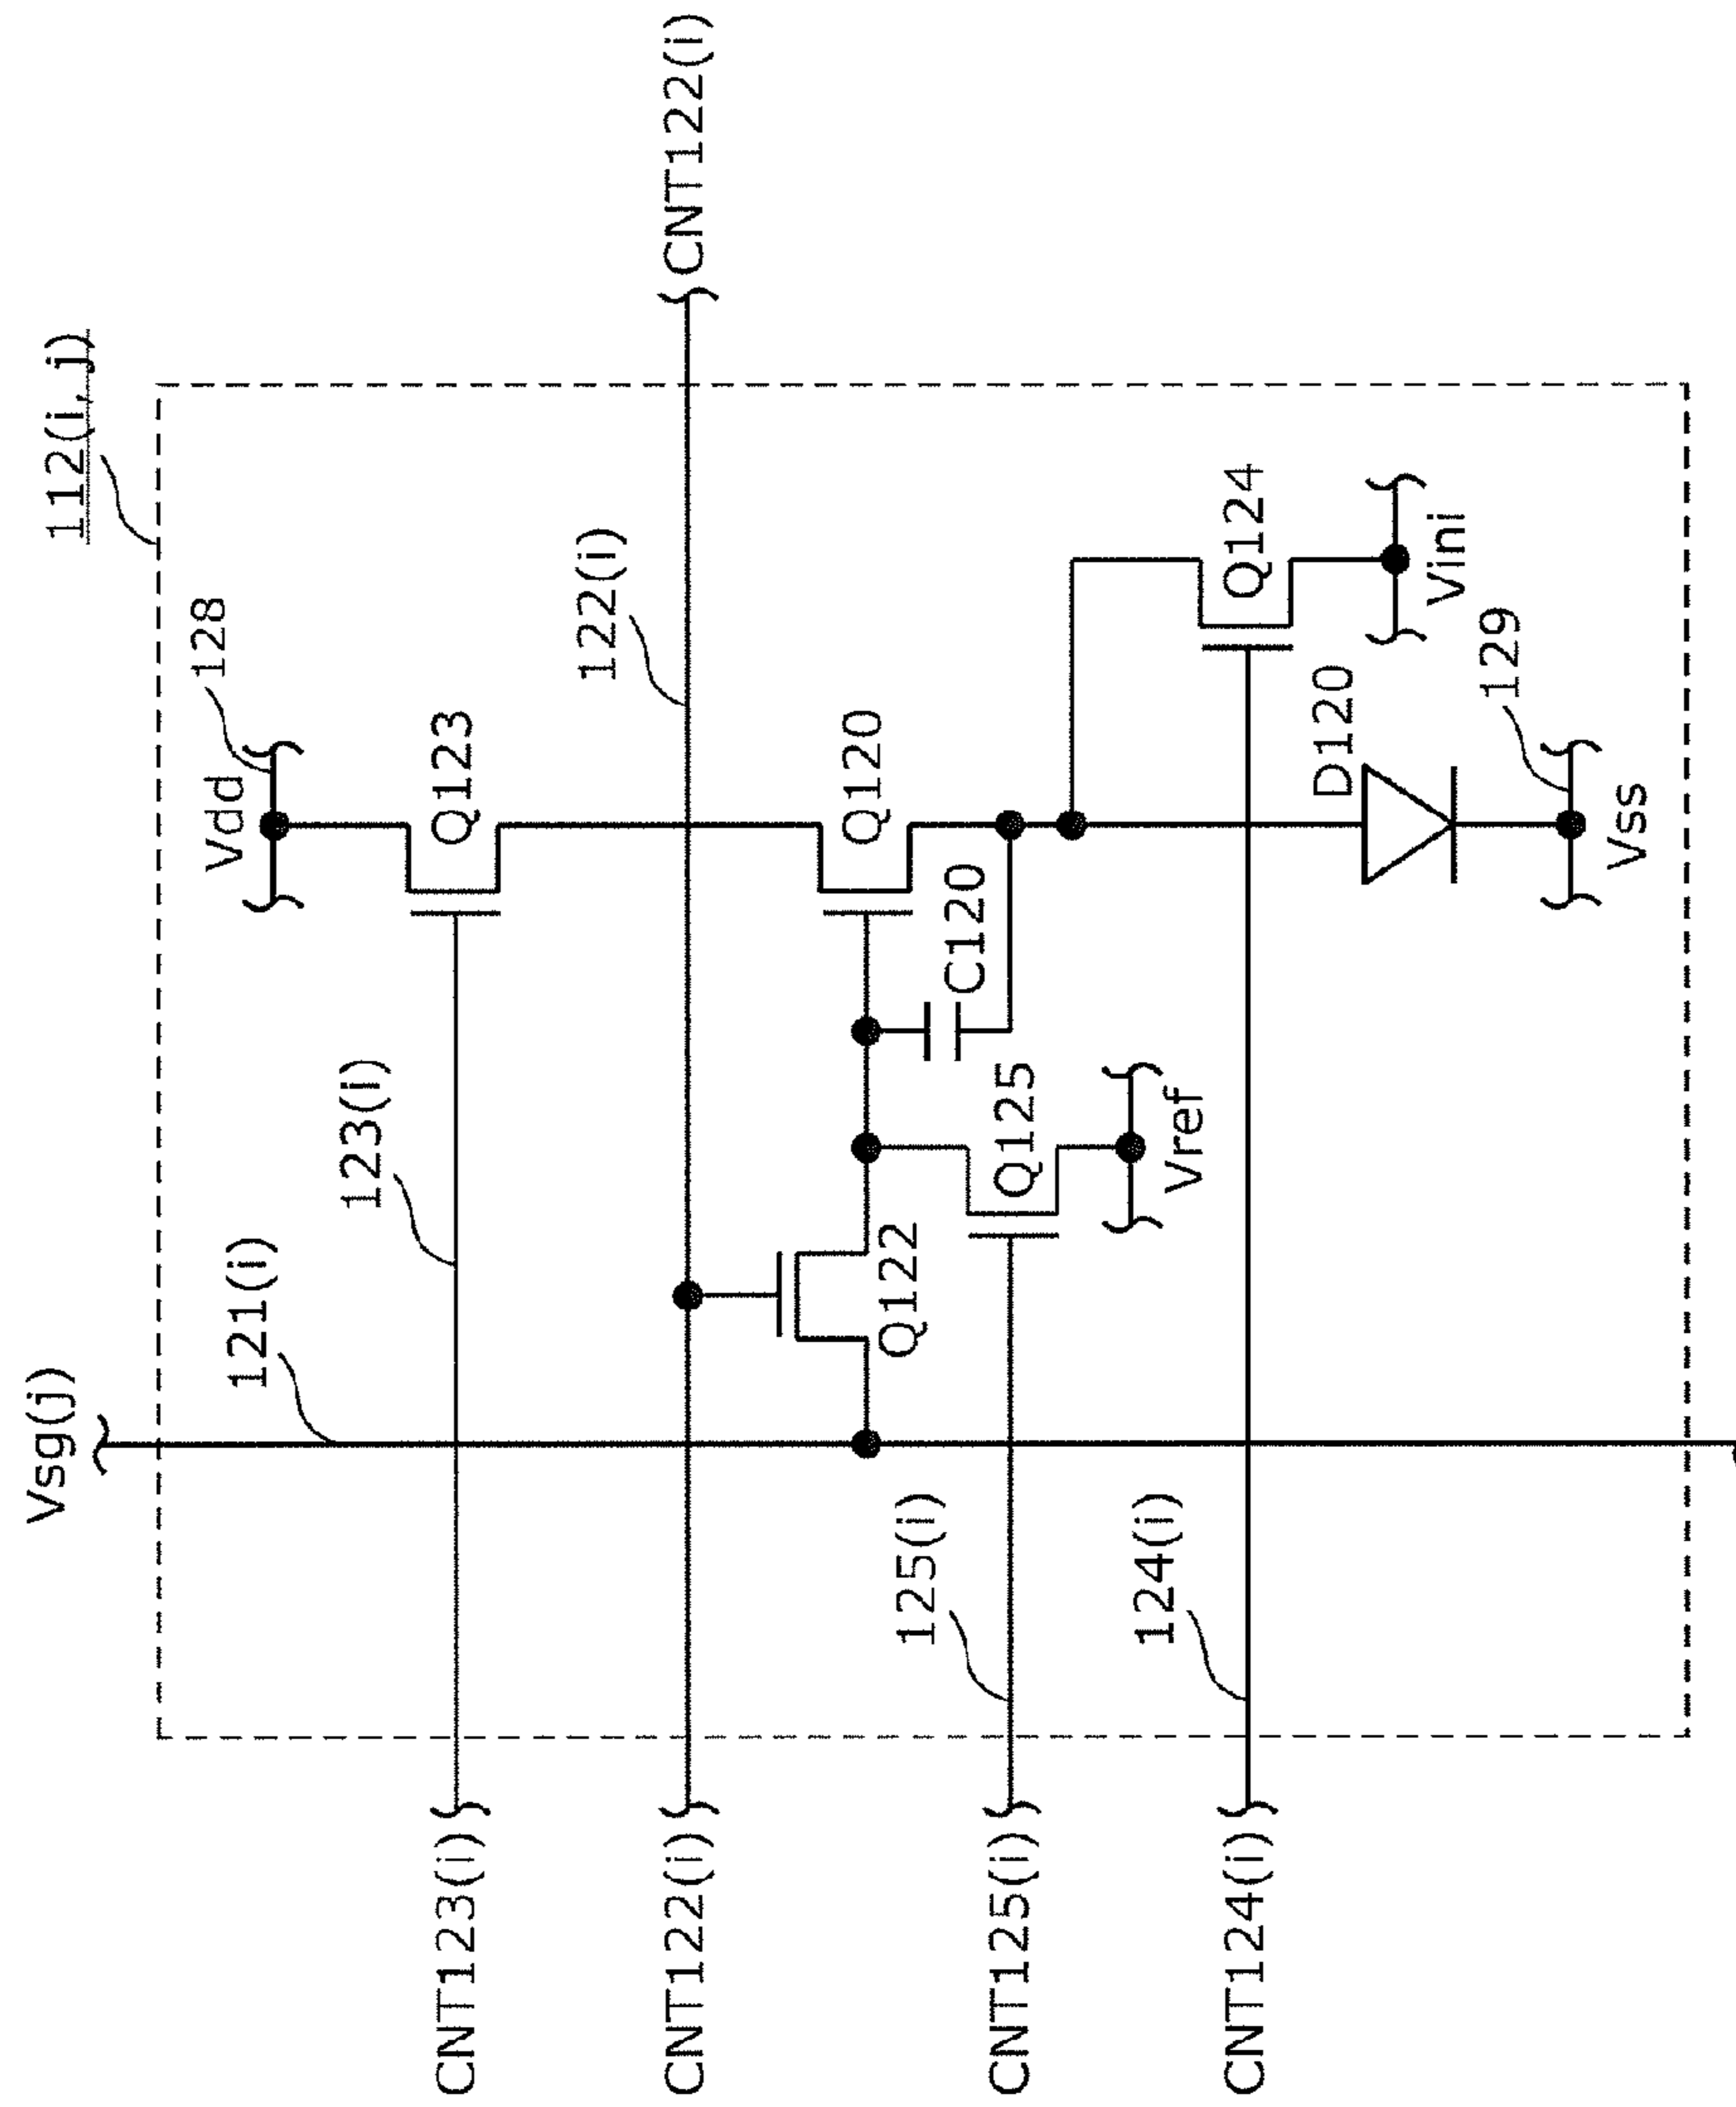 112(i, j)
Vsg(j)
121(i)
123(i)
Vdd
128
CNT123(i)
Q123
122(i)
CNT122(i)
CNT122(i)
Q122
Q120
C120
125(i)
CNT125(i)
Q125
Vref
124(i)
CNT124(i)
Q124
Vini
D120
129
Vss